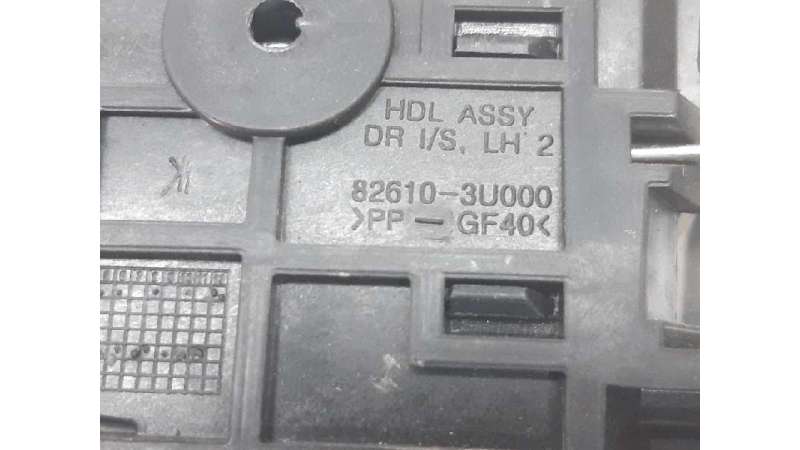 HDL ASSY
DR I/S, LH 2
82610-3U000
>PP-GF40<
K